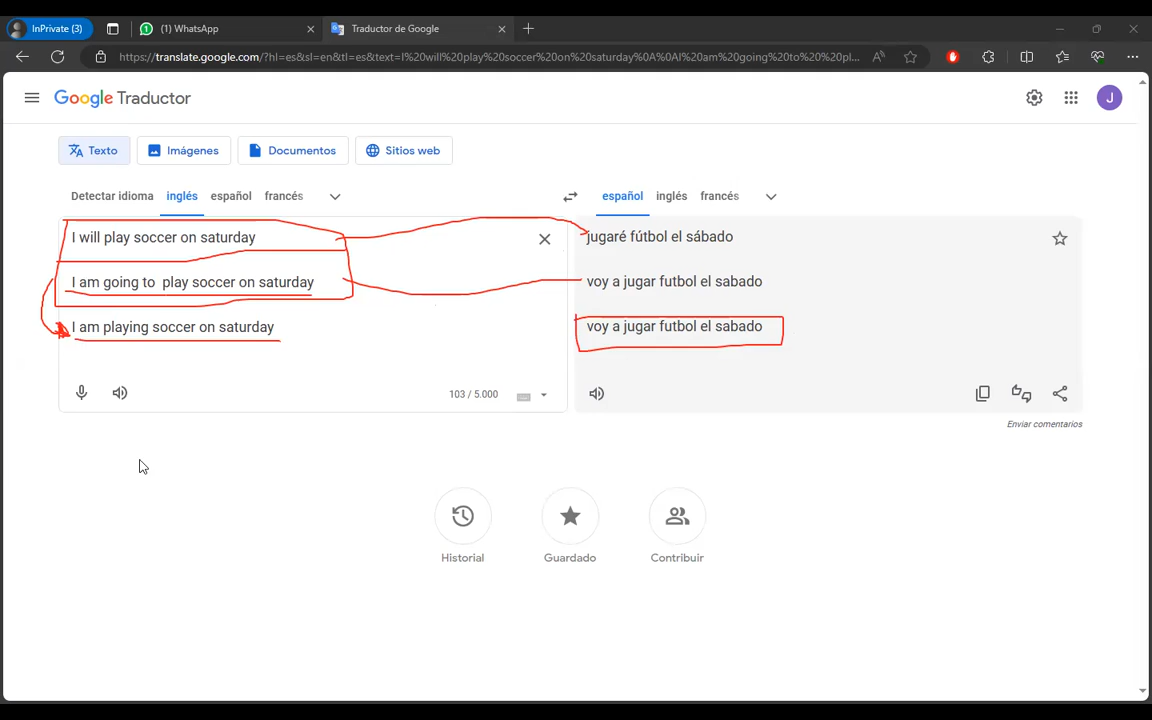 InPrivate (3)
(1) WhatsApp
Traductor de Google
https://translate.google.com/?hl=es&sl=en&tl=es&text=I%20will%20play%20soccer%20on%20saturday%0A%0AI%20am%20going%20to%20%20pl...
Google Traductor
J
Texto
Imágenes
Documentos
Sitios web
Detectar idioma inglés español francés
español inglés francés
I will play soccer on saturday
jugaré fútbol el sábado
I am going to  play soccer on saturday
voy a jugar futbol el sabado
I am playing soccer on saturday
voy a jugar futbol el sabado
103 / 5.000
Enviar comentarios
Historial
Guardado
Contribuir